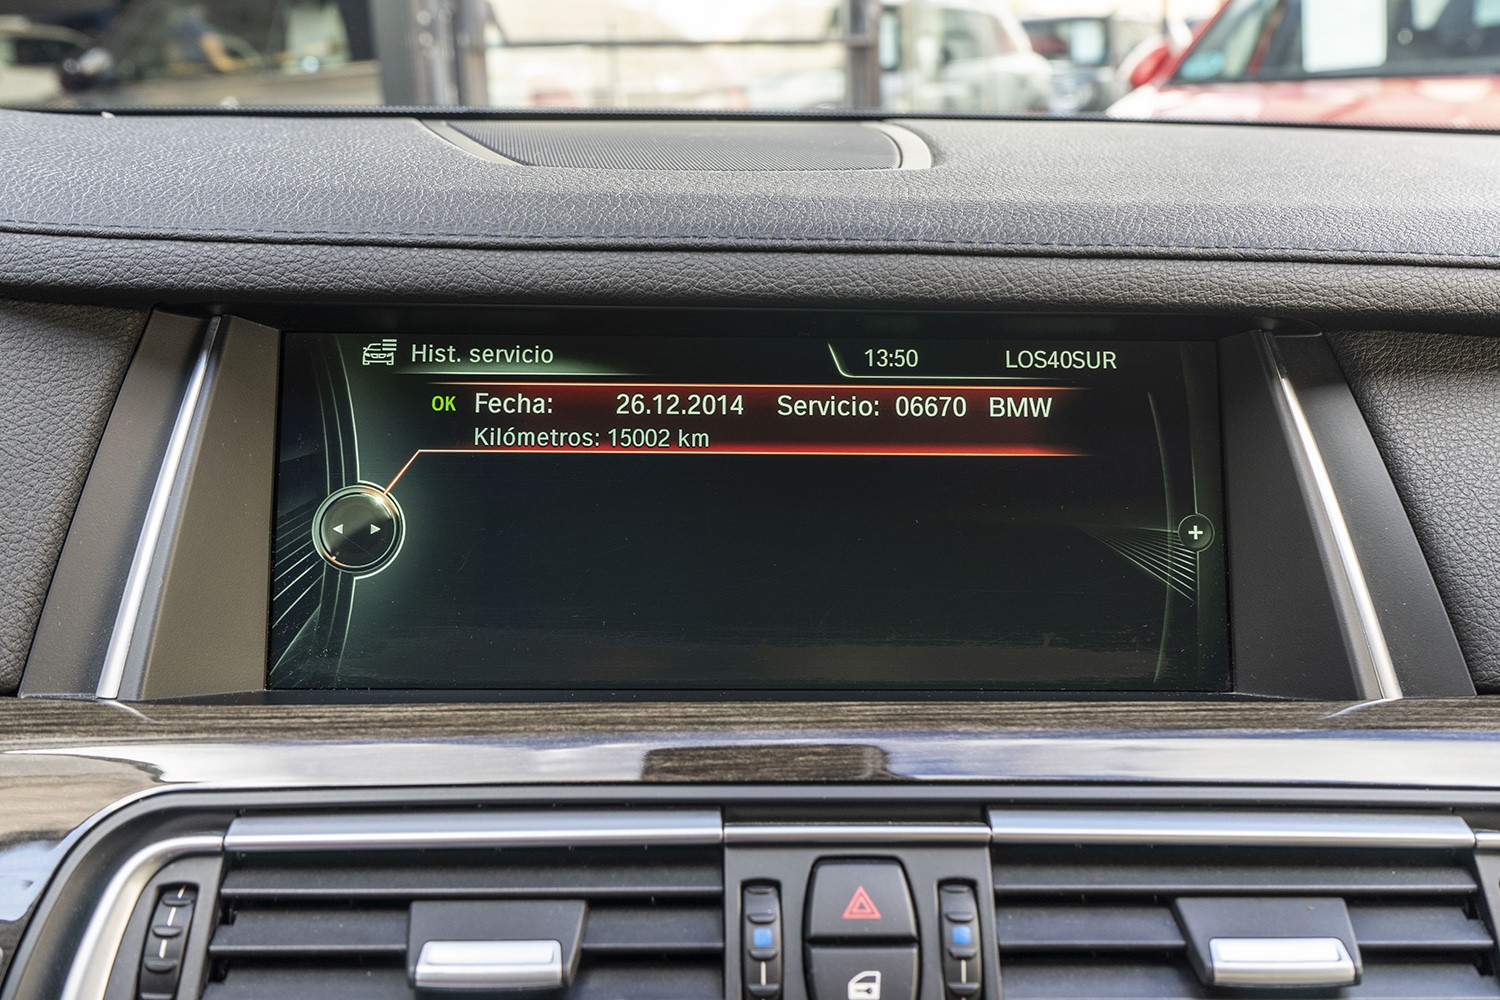 Hist. servicio 13:50 LOS40SUR
OK Fecha: 26.12.2014 Servicio: 06670 BMW
Kilómetros: 15002 km